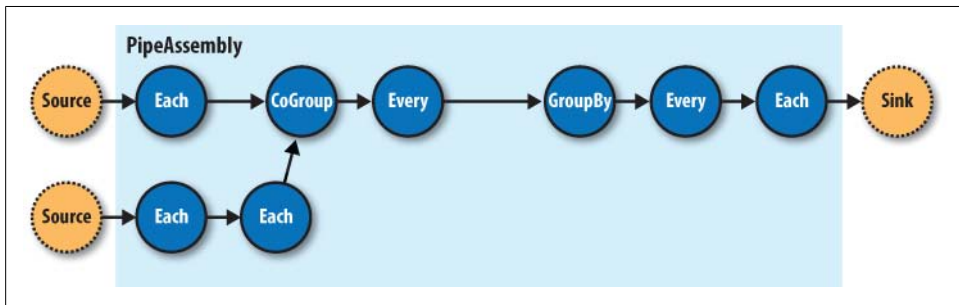 PipeAssembly
Source
Each
CoGroup
Every
GroupBy
Every
Each
Sink
Source
Each
Each